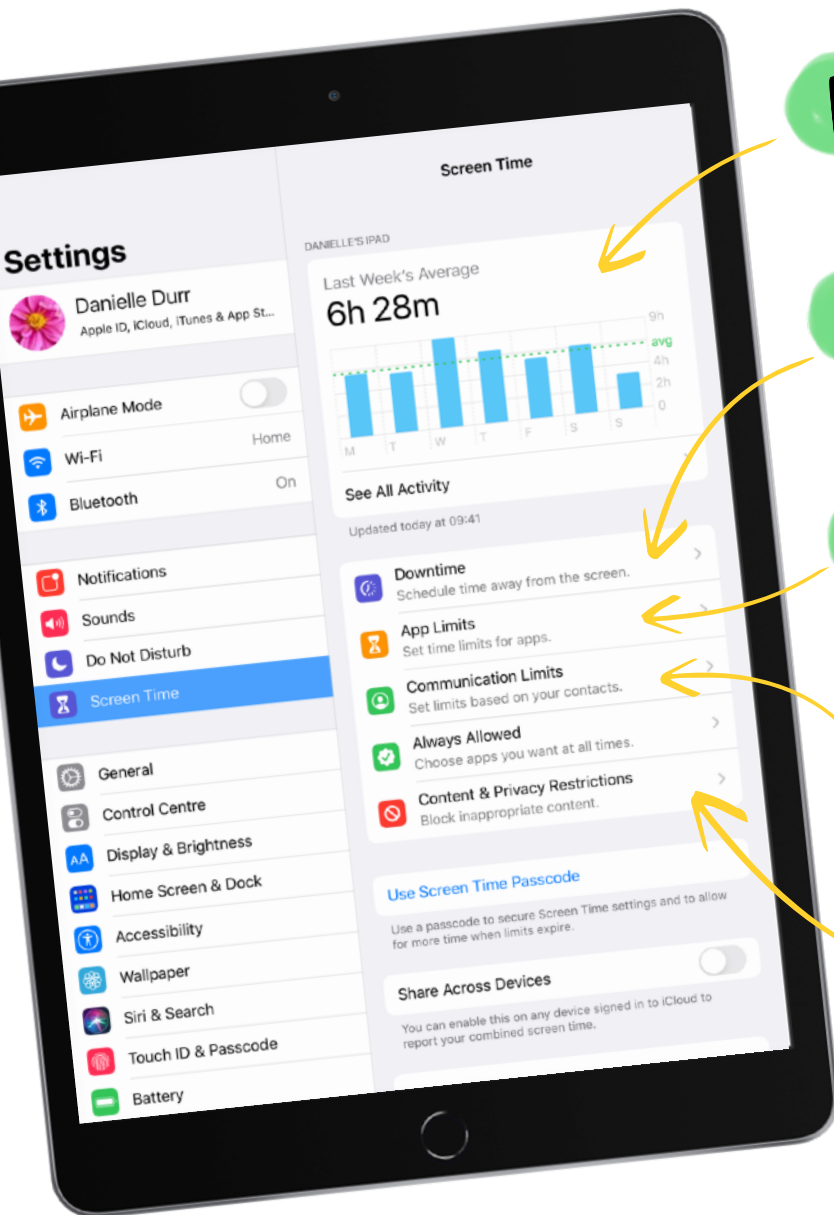 Settings
Danielle Durr
Apple ID, iCloud, iTunes & App St...
Airplane Mode
Wi-Fi
Home
Bluetooth
On
Notifications
Sounds
Do Not Disturb
Screen Time
General
Control Centre
Display & Brightness
Home Screen & Dock
Accessibility
Wallpaper
Siri & Search
Touch ID & Passcode
Battery
Screen Time
DANIELLE'S IPAD
Last Week's Average
6h 28m
9h
avg
4h
2h
0
M T W T F S S
See All Activity
Updated today at 09:41
Downtime
Schedule time away from the screen.
App Limits
Set time limits for apps.
Communication Limits
Set limits based on your contacts.
Always Allowed
Choose apps you want at all times.
Content & Privacy Restrictions
Block inappropriate content.
Use Screen Time Passcode
Use a passcode to secure Screen Time settings and to allow
for more time when limits expire.
Share Across Devices
You can enable this on any device signed in to iCloud to
report your combined screen time.